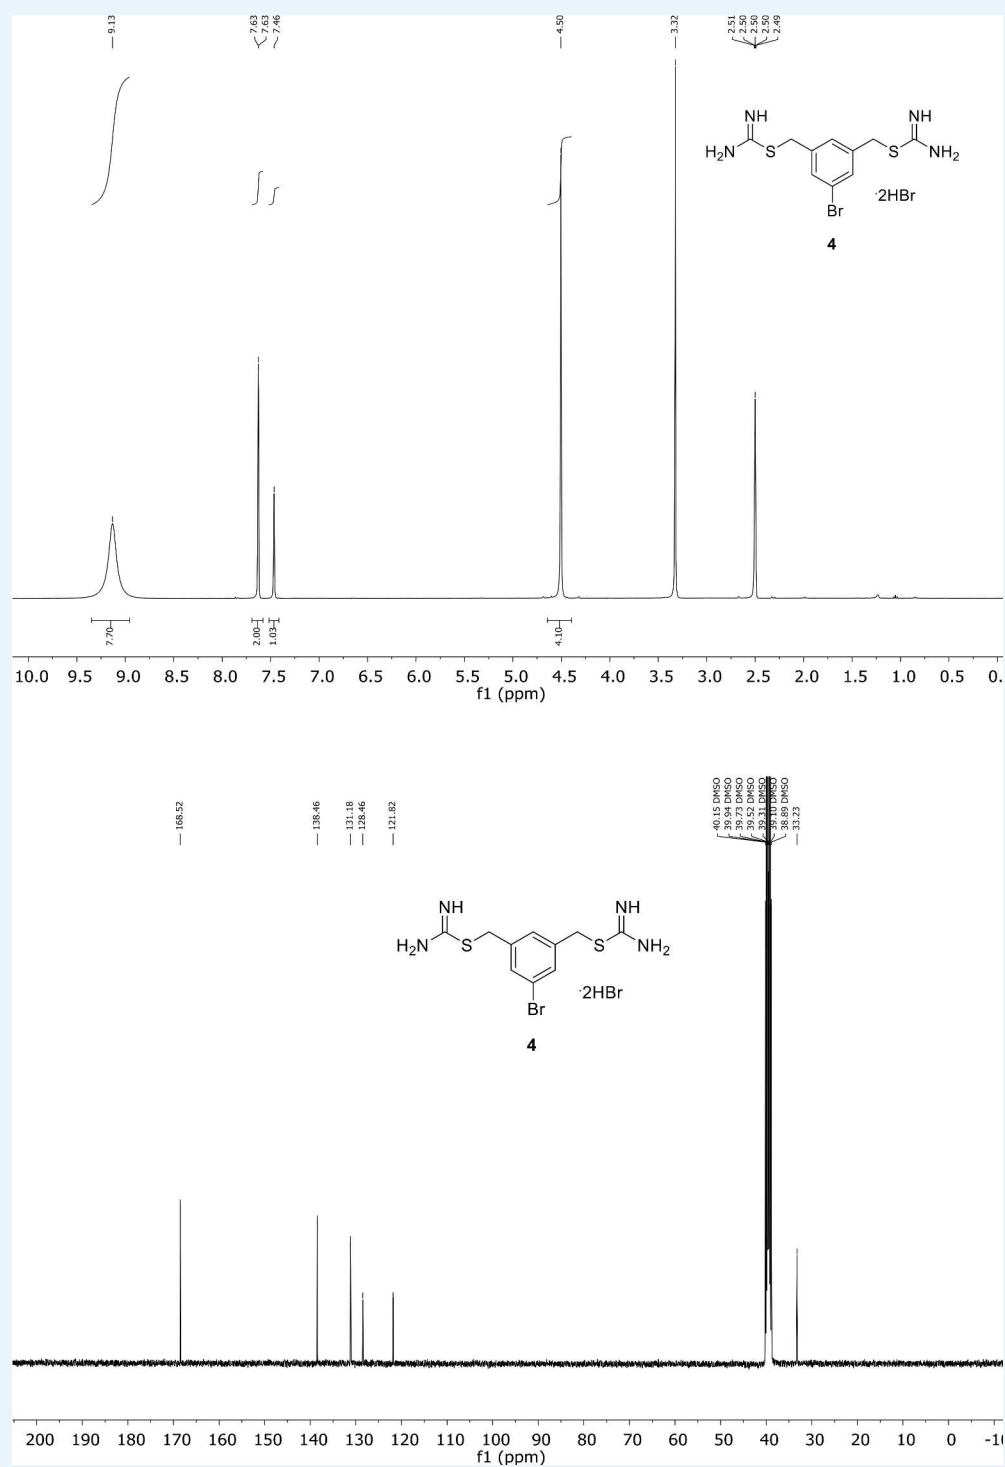 9.13
7.63
7.63
7.46
4.50
3.32
2.51
2.50
2.50
2.50
2.49
NH
NH
H2N
S
S
NH2
Br
·2HBr
4
7.70
2.00
1.03
4.10
10.0 9.5 9.0 8.5 8.0 7.5 7.0 6.5 6.0 5.5 5.0 4.5 4.0 3.5 3.0 2.5 2.0 1.5 1.0 0.5 0.
f1 (ppm)
168.52
138.46
131.18
128.46
121.82
40.15 DMSO
39.94 DMSO
39.73 DMSO
39.52 DMSO
39.31 DMSO
39.10 DMSO
38.89 DMSO
33.23
NH
NH
H2N
S
S
NH2
Br
·2HBr
4
200 190 180 170 160 150 140 130 120 110 100 90 80 70 60 50 40 30 20 10 0 -10
f1 (ppm)